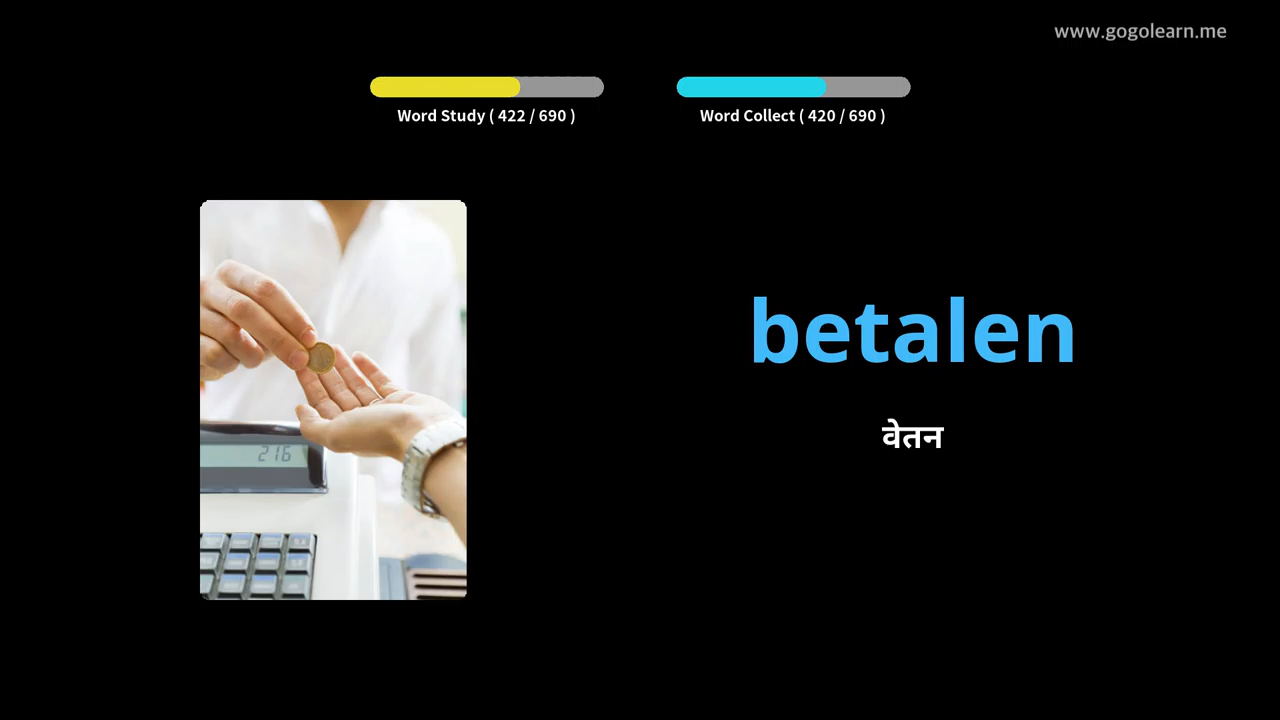 www.gogolearn.me
Word Study ( 422 / 690 )
Word Collect ( 420 / 690 )
betalen
वेतन
216